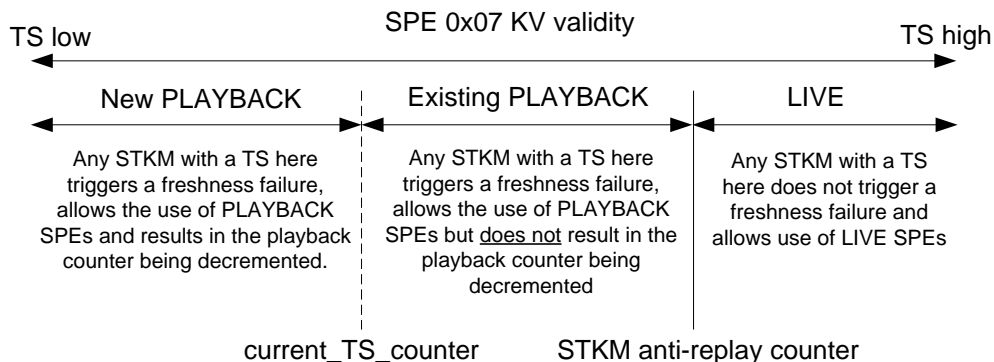 SPE 0x07 KV validity
TS low
TS high
New PLAYBACK
Existing PLAYBACK
LIVE
Any STKM with a TS here
triggers a freshness failure,
allows the use of PLAYBACK
SPEs and results in the playback
counter being decremented.
Any STKM with a TS here
triggers a freshness failure,
allows the use of PLAYBACK
SPEs but does not result in the
playback counter being
decremented
Any STKM with a TS
here does not trigger a
freshness failure and
allows use of LIVE SPEs
current_TS_counter
STKM anti-replay counter